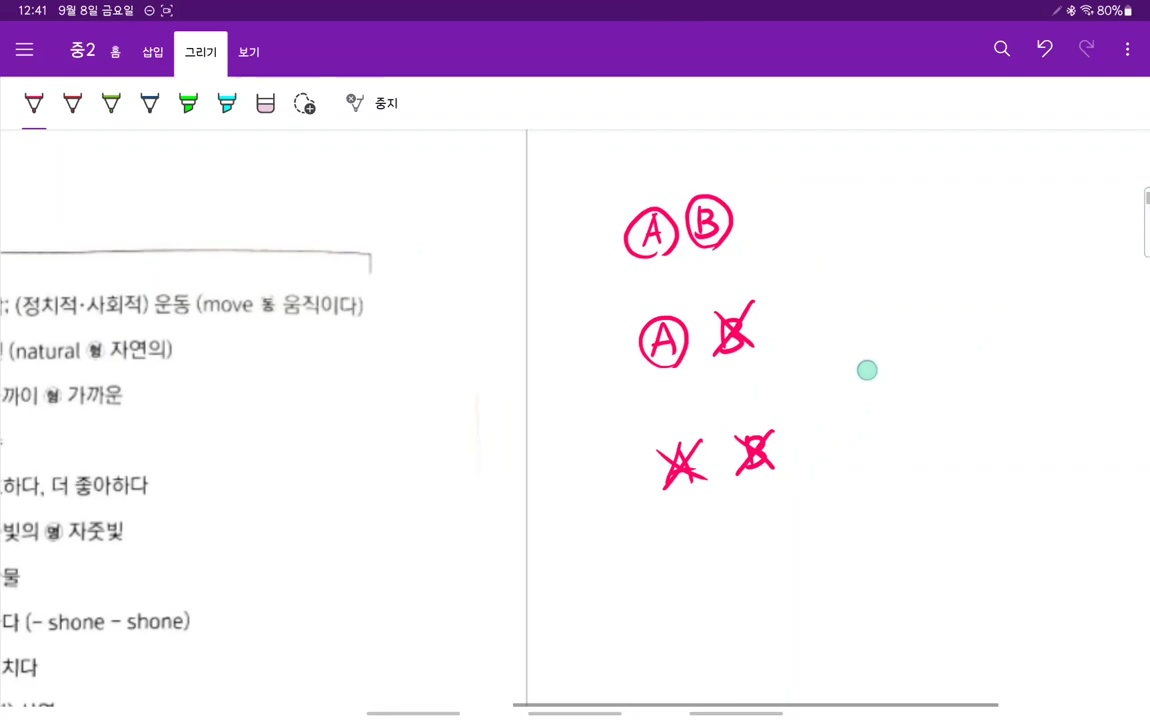 12:41 9월 8일 금요일 80%
중2 홈 삽입 그리기 보기
중지
A B
; (정치적·사회적) 운동 (move 동 움직이다)
A B
(natural 형 자연의)
까이 형 가까운
A B
하다, 더 좋아하다
빛의 명 자줏빛
물
다 (– shone – shone)
치다